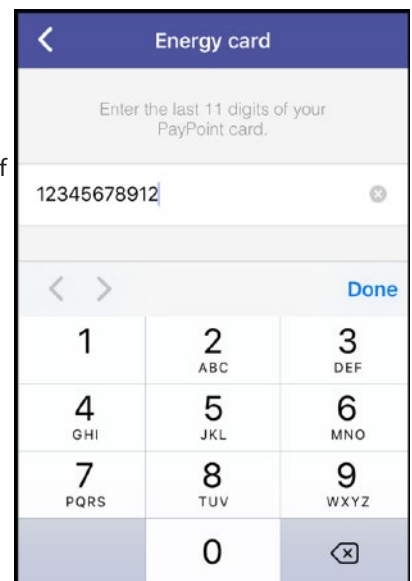 Energy card
Enter the last 11 digits of your
PayPoint card.
f
12345678912
Done
1
2
ABC
3
DEF
4
GHI
5
JKL
6
MNO
7
PQRS
8
TUV
9
WXYZ
0